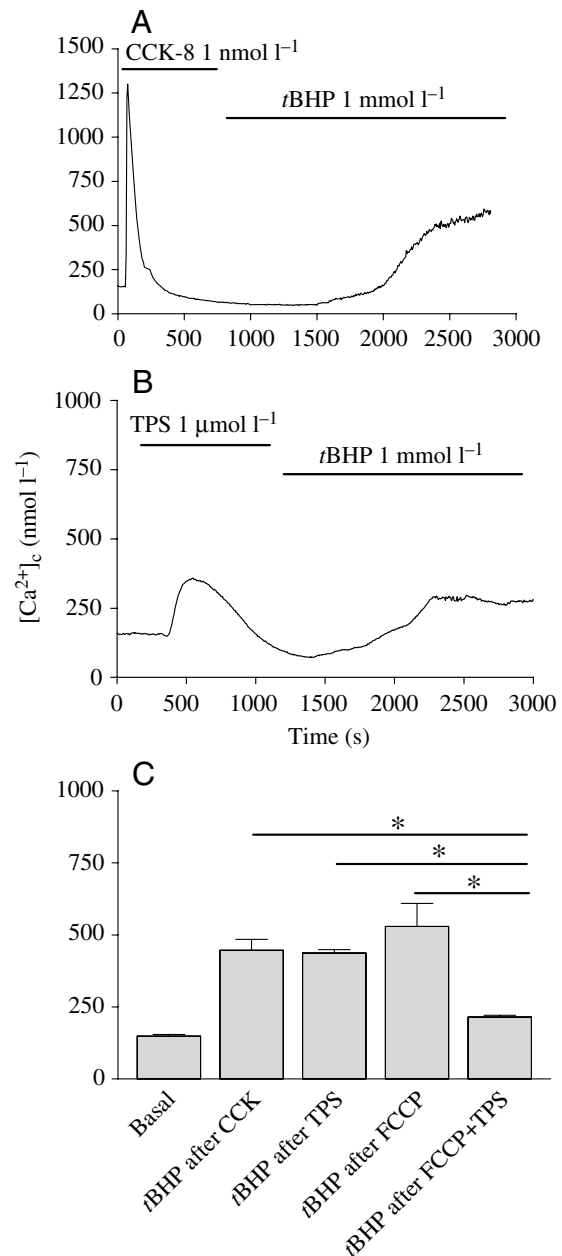 A
1500
CCK-8 1 nmol l⁻¹
1250
tBHP 1 mmol l⁻¹
1000
750
500
250
0
0 500 1000 1500 2000 2500 3000
B
1000
TPS 1 μmol l⁻¹
tBHP 1 mmol l⁻¹
750
500
250
0
0 500 1000 1500 2000 2500 3000
Time (s)
[Ca²⁺]c (nmol l⁻¹)
C
1000
*
750
*
*
500
250
0
Basal
tBHP after CCK
tBHP after TPS
tBHP after FCCP
tBHP after FCCP+TPS